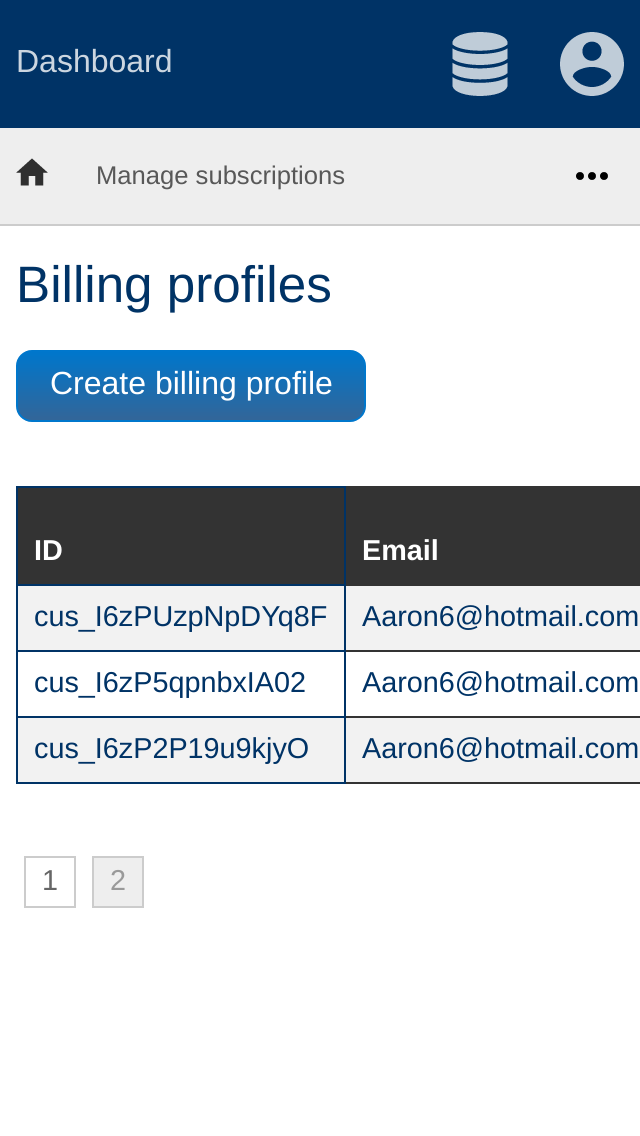 Dashboard
Manage subscriptions
Billing profiles
Create billing profile
ID Email
cus_I6zPUzpNpDYq8F Aaron6@hotmail.com
cus_I6zP5qpnbxIA02 Aaron6@hotmail.com
cus_I6zP2P19u9kjyO Aaron6@hotmail.com
1 2